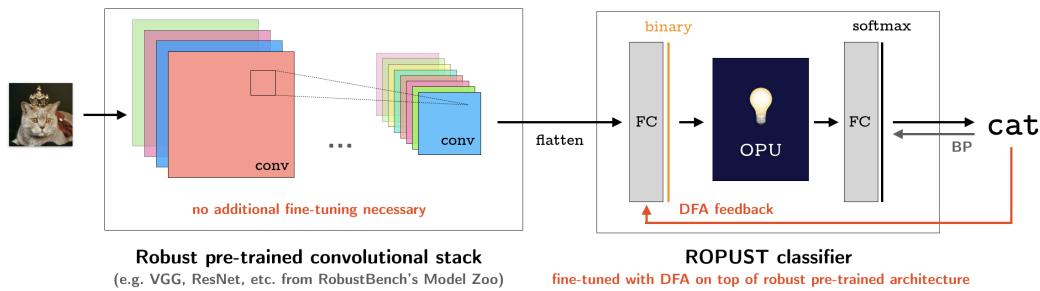 conv
...
conv
no additional fine-tuning necessary
Robust pre-trained convolutional stack
(e.g. VGG, ResNet, etc. from RobustBench's Model Zoo)
flatten
binary
FC
OPU
softmax
FC
BP
cat
DFA feedback
ROPUST classifier
fine-tuned with DFA on top of robust pre-trained architecture